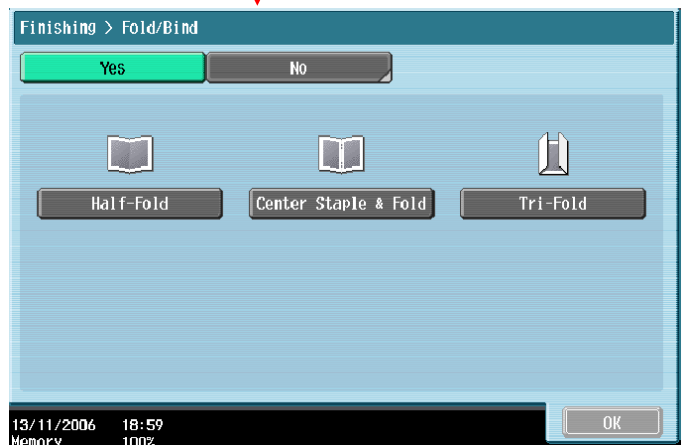 Finishing > Fold/Bind
Yes No
Half-Fold Center Staple & Fold Tri-Fold
13/11/2006 18:59
Memory 100%
OK